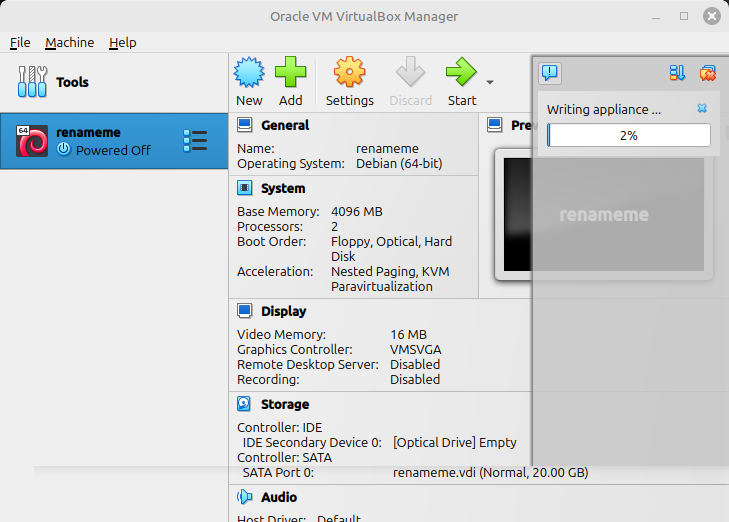 Oracle VM VirtualBox Manager
File Machine Help
Tools
New Add Settings Discard Start
64 renameme
Powered Off
General
Name: renameme
Operating System: Debian (64-bit)
System
Base Memory: 4096 MB
Processors: 2
Boot Order: Floppy, Optical, Hard
Disk
Acceleration: Nested Paging, KVM
Paravirtualization
Display
Video Memory: 16 MB
Graphics Controller: VMSVGA
Remote Desktop Server: Disabled
Recording: Disabled
Storage
Controller: IDE
IDE Secondary Device 0: [Optical Drive] Empty
Controller: SATA
SATA Port 0: renameme.vdi (Normal, 20.00 GB)
Audio
Host Driver: Default
Writing appliance ...
2%
renameme